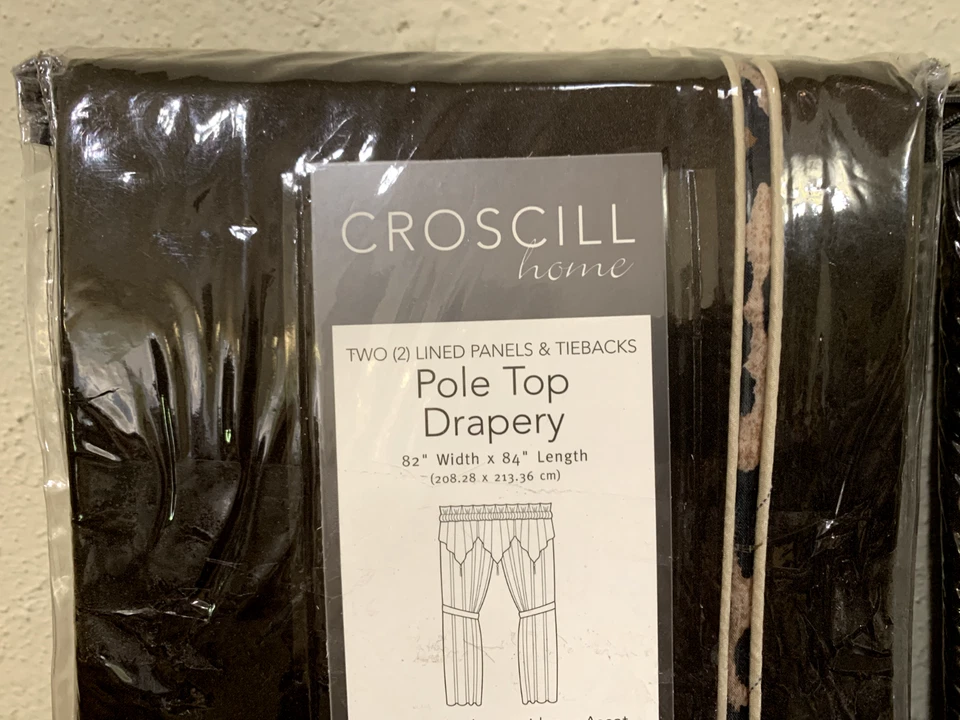 CROSCILL
home
TWO (2) LINED PANELS & TIEBACKS
Pole Top
Drapery
82" Width x 84" Length
(208.28 x 213.36 cm)